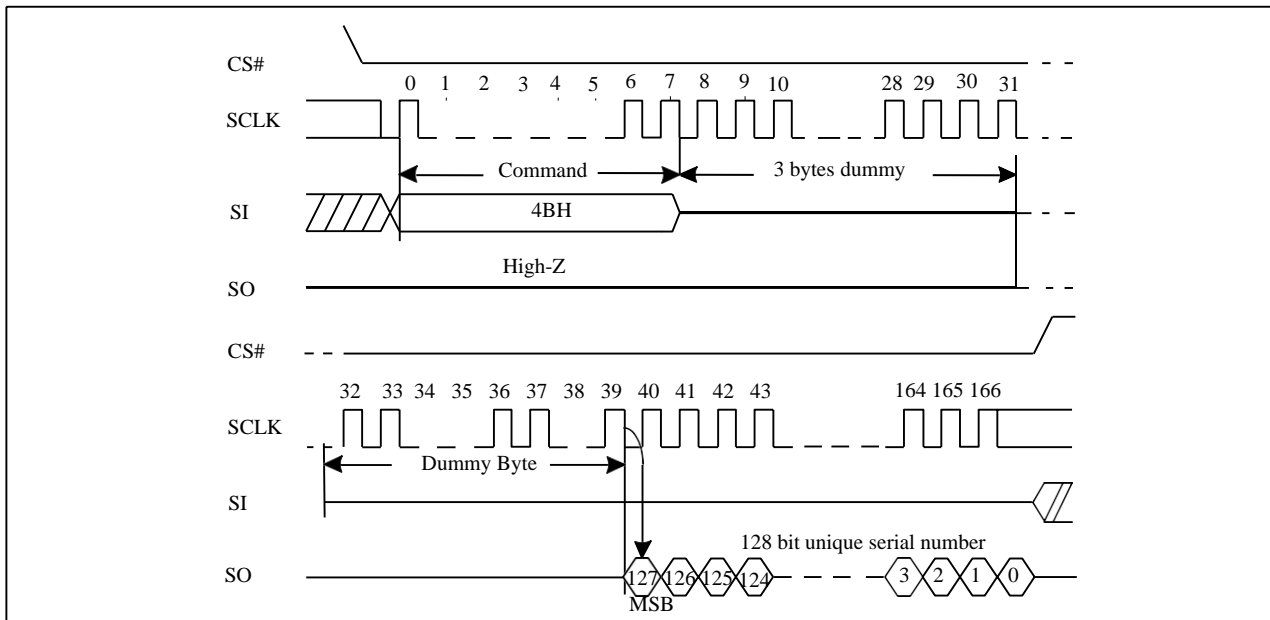 CS#
0 1 2 3 4 5 6 7 8 9 10 28 29 30 31
SCLK
Command 3 bytes dummy
SI 4BH
High-Z
SO
CS#
32 33 34 35 36 37 38 39 40 41 42 43 164 165 166
SCLK
Dummy Byte
SI
128 bit unique serial number
SO 127 126 125 124 3 2 1 0
MSB